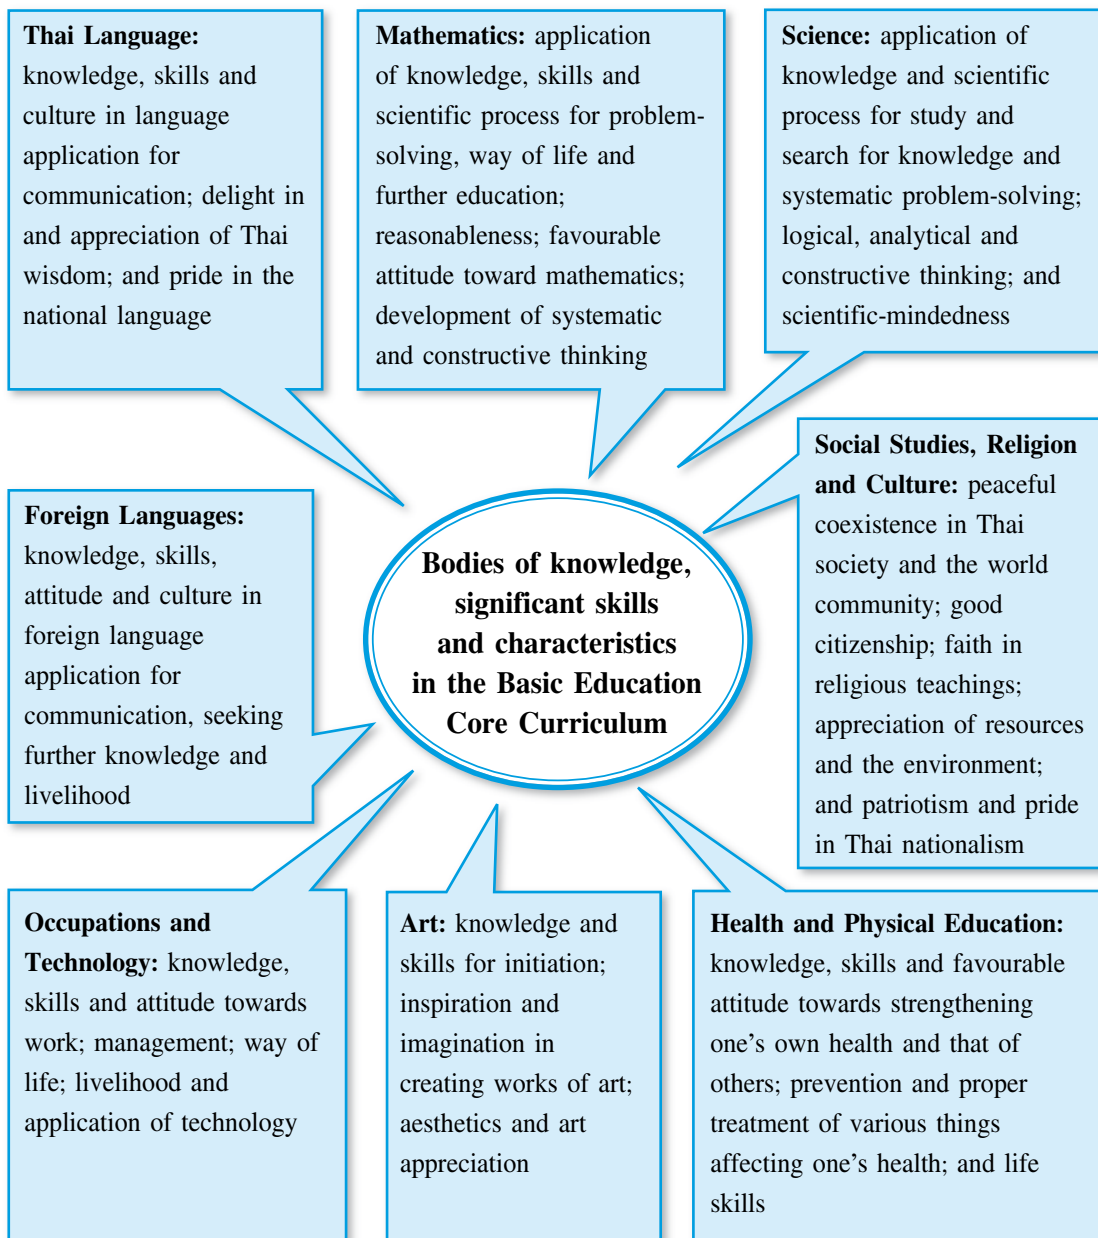 Thai Language:
knowledge, skills and
culture in language
application for
communication; delight in
and appreciation of Thai
wisdom; and pride in the
national language
Mathematics: application
of knowledge, skills and
scientific process for problem-
solving, way of life and
further education;
reasonableness; favourable
attitude toward mathematics;
development of systematic
and constructive thinking
Science: application of
knowledge and scientific
process for study and
search for knowledge and
systematic problem-solving;
logical, analytical and
constructive thinking; and
scientific-mindedness
Foreign Languages:
knowledge, skills,
attitude and culture in
foreign language
application for
communication, seeking
further knowledge and
livelihood
Bodies of knowledge,
significant skills
and characteristics
in the Basic Education
Core Curriculum
Social Studies, Religion
and Culture: peaceful
coexistence in Thai
society and the world
community; good
citizenship; faith in
religious teachings;
appreciation of resources
and the environment;
and patriotism and pride
in Thai nationalism
Occupations and
Technology: knowledge,
skills and attitude towards
work; management; way of
life; livelihood and
application of technology
Art: knowledge and
skills for initiation;
inspiration and
imagination in
creating works of art;
aesthetics and art
appreciation
Health and Physical Education:
knowledge, skills and favourable
attitude towards strengthening
one's own health and that of
others; prevention and proper
treatment of various things
affecting one's health; and life
skills